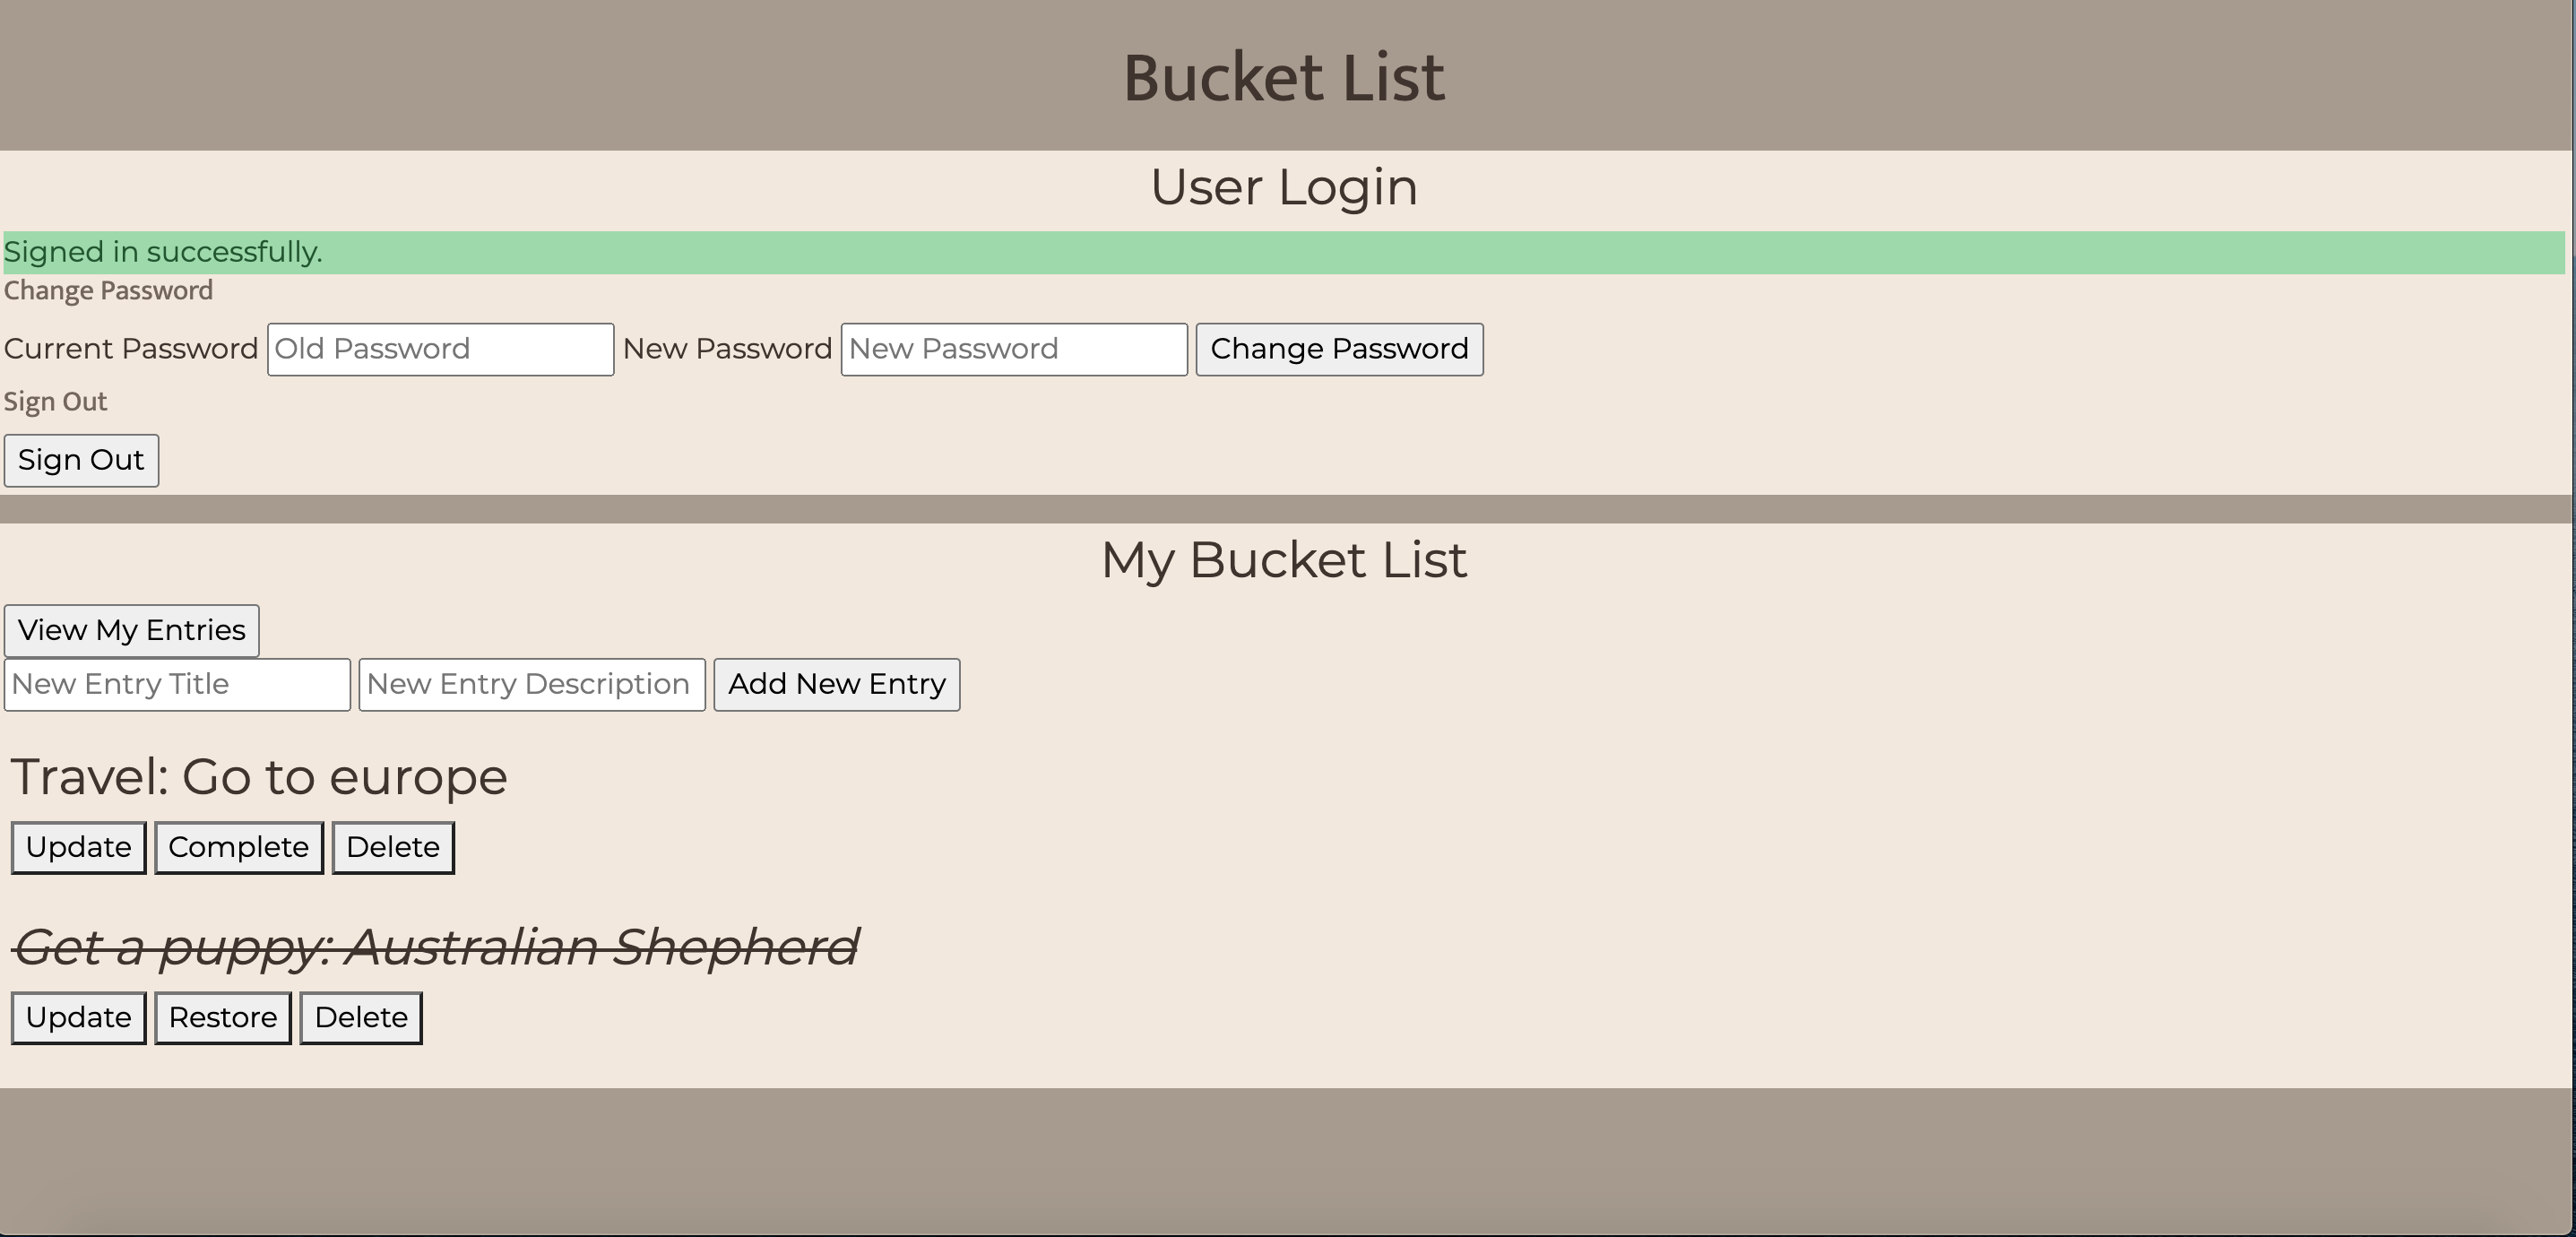 Bucket List
User Login
Signed in successfully.
Change Password
Current Password Old Password New Password New Password Change Password
Sign Out
Sign Out
My Bucket List
View My Entries
New Entry Title New Entry Description Add New Entry
Travel: Go to europe
Update Complete Delete
Get a puppy: Australian Shepherd
Update Restore Delete